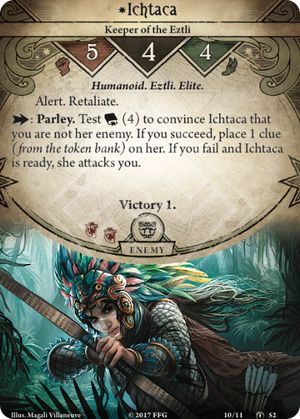 Ichtaca
Keeper of the Eztli
5 4 4
Humanoid. Eztli. Elite.
Alert. Retaliate.
: Parley. Test (4) to convince Ichtaca that
you are not her enemy. If you succeed, place 1 clue
(from the token bank) on her. If you fail and Ichtaca
is ready, she attacks you.
Victory 1.
ENEMY
Illus. Magali Villeneuve © 2017 FFG 10/11 52